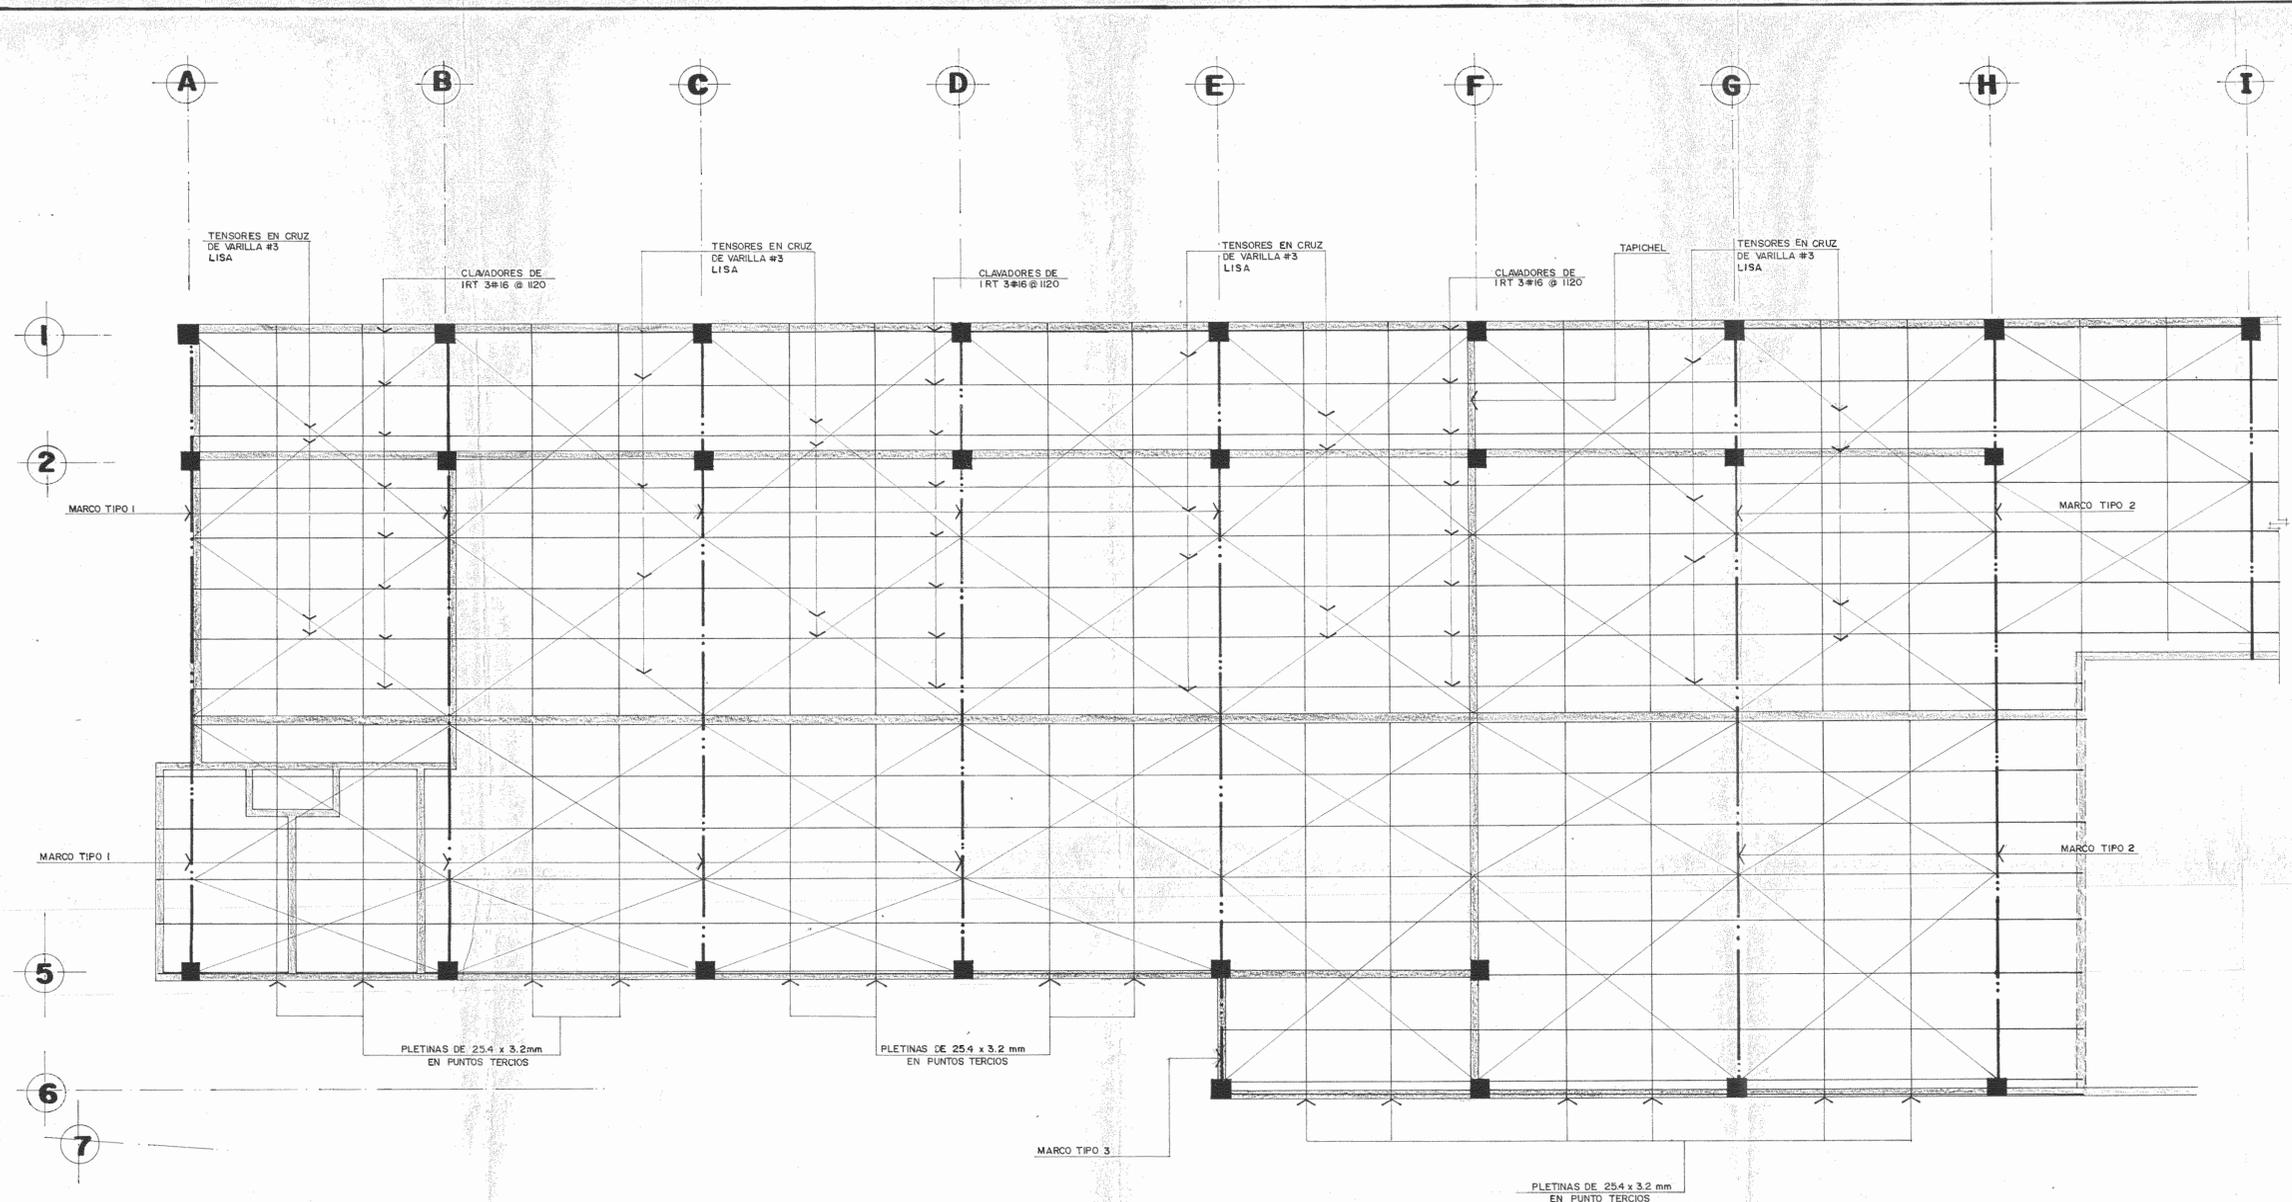 A B C D E F G H I
TENSORES EN CRUZ
DE VARILLA #3
LISA
CLAVADORES DE
IRT 3#16 @ 1120
TENSORES EN CRUZ
DE VARILLA #3
LISA
CLAVADORES DE
IRT 3#16 @ 1120
TENSORES EN CRUZ
DE VARILLA #3
LISA
CLAVADORES DE
IRT 3#16 @ 1120
TAPICHEL
TENSORES EN CRUZ
DE VARILLA #3
LISA
1
2
MARCO TIPO 1
MARCO TIPO 2
MARCO TIPO 1
MARCO TIPO 2
5
PLETINAS DE 25.4 x 3.2mm
EN PUNTOS TERCIOS
PLETINAS DE 25.4 x 3.2 mm
EN PUNTOS TERCIOS
6
7
MARCO TIPO 3
PLETINAS DE 25.4 x 3.2 mm
EN PUNTO TERCIOS